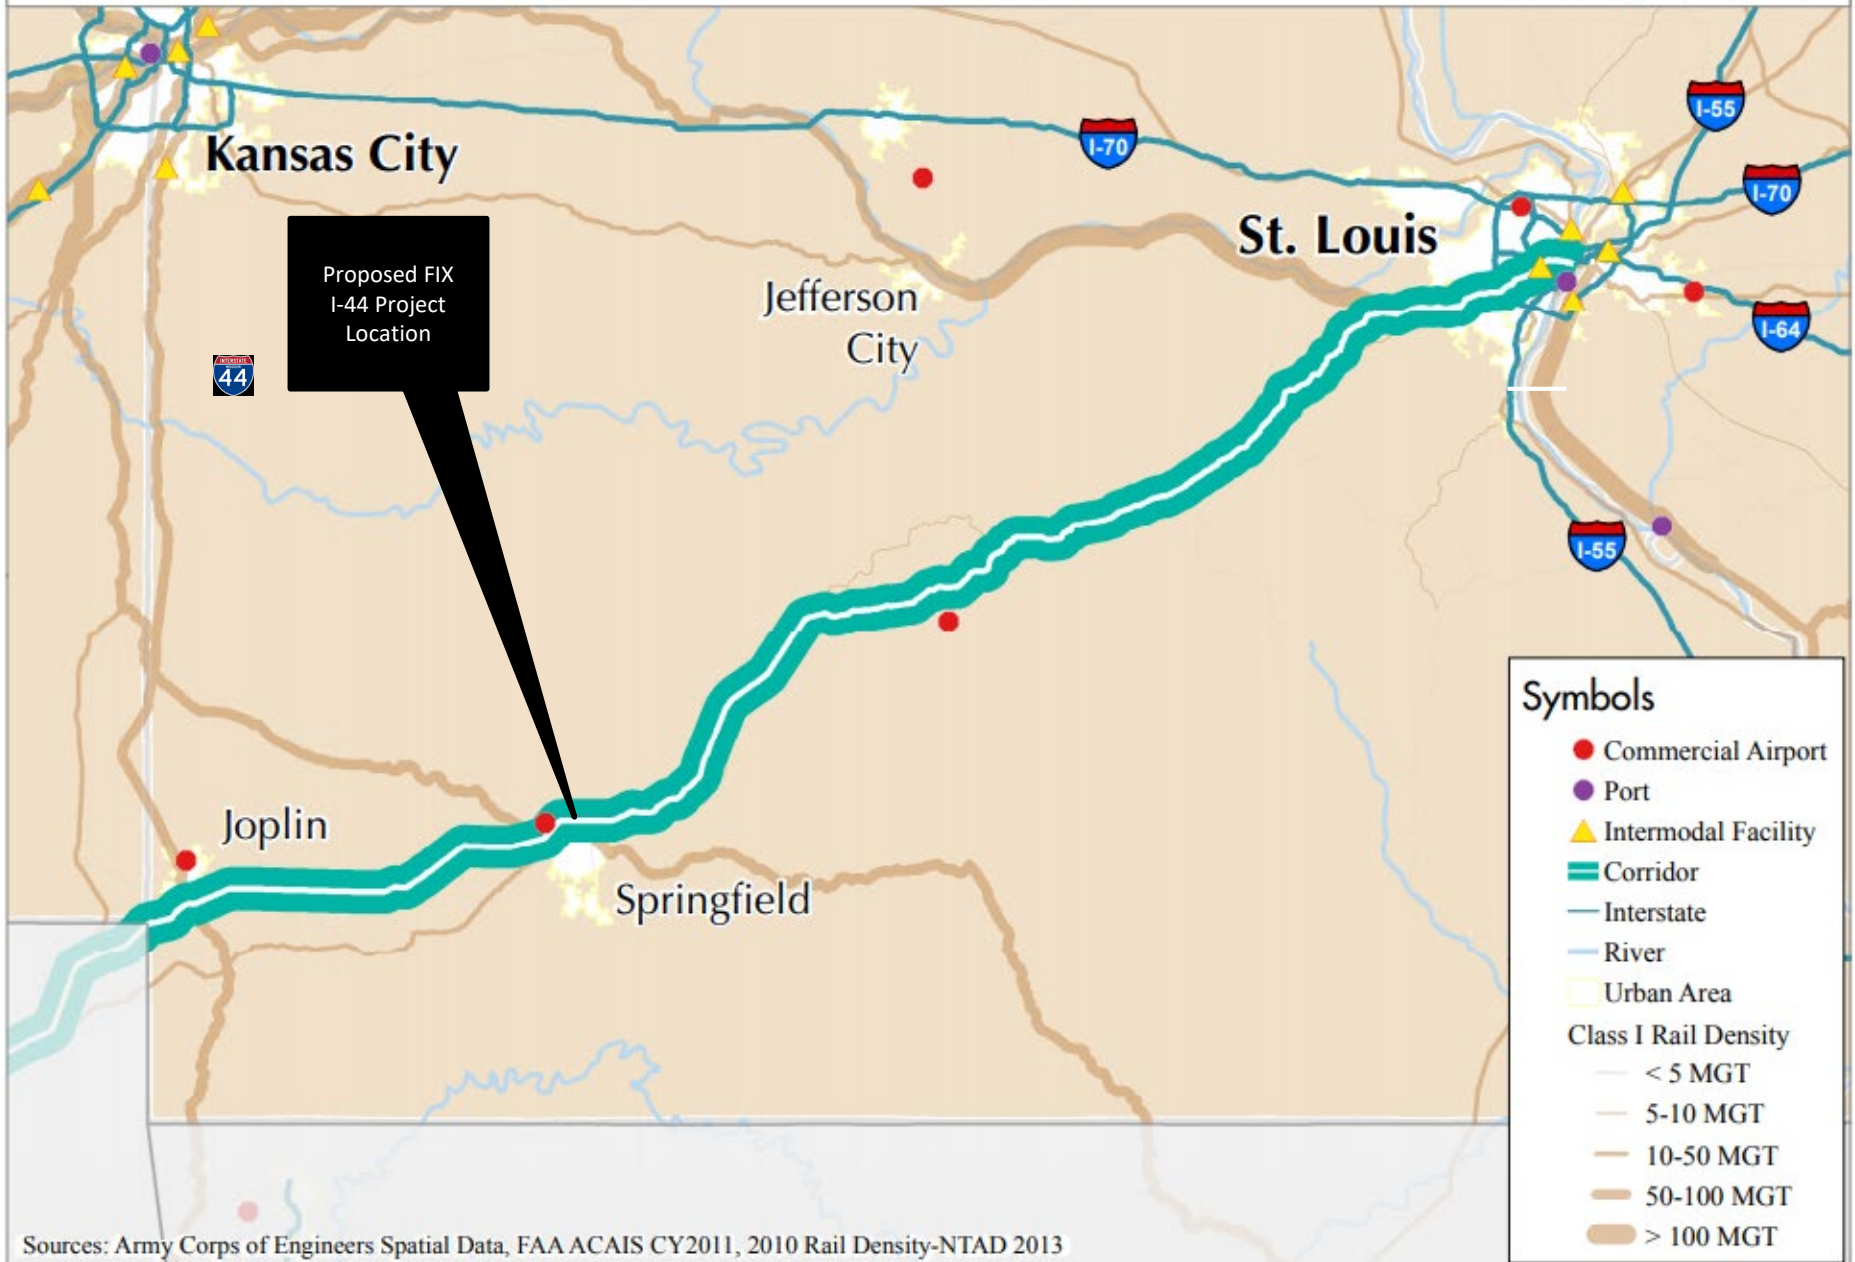 I-55
I-70
Kansas City
I-70
St. Louis
Proposed FIX
I-44 Project
Location
Jefferson
City
I-64
INTERSTATE
MISSOURI
44
I-55
Joplin
Springfield
Symbols
Commercial Airport
Port
Intermodal Facility
Corridor
Interstate
River
Urban Area
Class I Rail Density
< 5 MGT
5-10 MGT
10-50 MGT
50-100 MGT
> 100 MGT
Sources: Army Corps of Engineers Spatial Data, FAA ACAIS CY2011, 2010 Rail Density-NTAD 2013